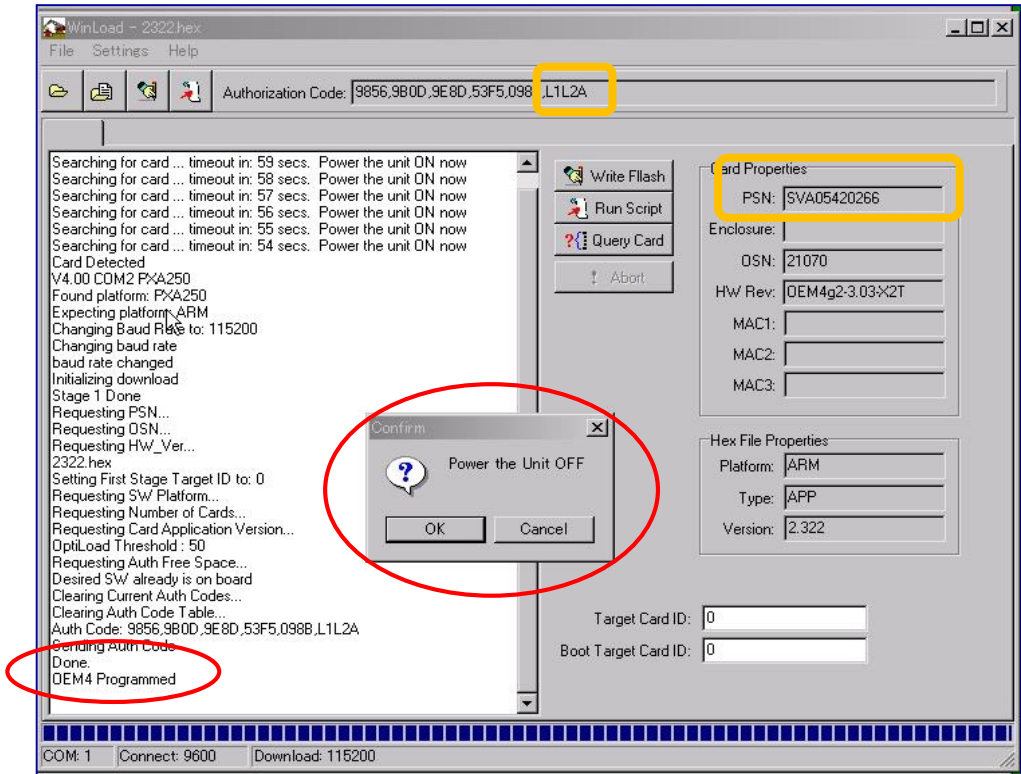 WinLoad - 2322.hex
File Settings Help
Authorization Code: 9856,9B0D,9E8D,53F5,098 ,L1L2A
Searching for card ... timeout in: 59 secs. Power the unit ON now
Searching for card ... timeout in: 58 secs. Power the unit ON now
Searching for card ... timeout in: 57 secs. Power the unit ON now
Searching for card ... timeout in: 56 secs. Power the unit ON now
Searching for card ... timeout in: 55 secs. Power the unit ON now
Searching for card ... timeout in: 54 secs. Power the unit ON now
Card Detected
V4.00 COM2 PXA250
Found platform: PXA250
Expecting platform: ARM
Changing Baud Rate to: 115200
Changing baud rate
baud rate changed
Initializing download
Stage 1 Done
Requesting PSN...
Requesting OSN...
Requesting HW_Ver...
2322.hex
Setting First Stage Target ID to: 0
Requesting SW Platform...
Requesting Number of Cards...
Requesting Card Application Version...
OptiLoad Threshold : 50
Requesting Auth Free Space...
Desired SW already is on board
Clearing Current Auth Codes...
Clearing Auth Code Table...
Auth Code: 9856,9B0D,9E8D,53F5,098B,L1L2A
Sending Auth Code
Done.
OEM4 Programmed
Write Fllash
Run Script
Query Card
Abort
Card Properties
PSN: SVA05420266
Enclosure:
OSN: 21070
HW Rev: OEM4g2-3.03-X2T
MAC1:
MAC2:
MAC3:
Confirm
Power the Unit OFF
OK Cancel
Hex File Properties
Platform: ARM
Type: APP
Version: 2.322
Target Card ID: 0
Boot Target Card ID: 0
COM: 1 Connect: 9600 Download: 115200